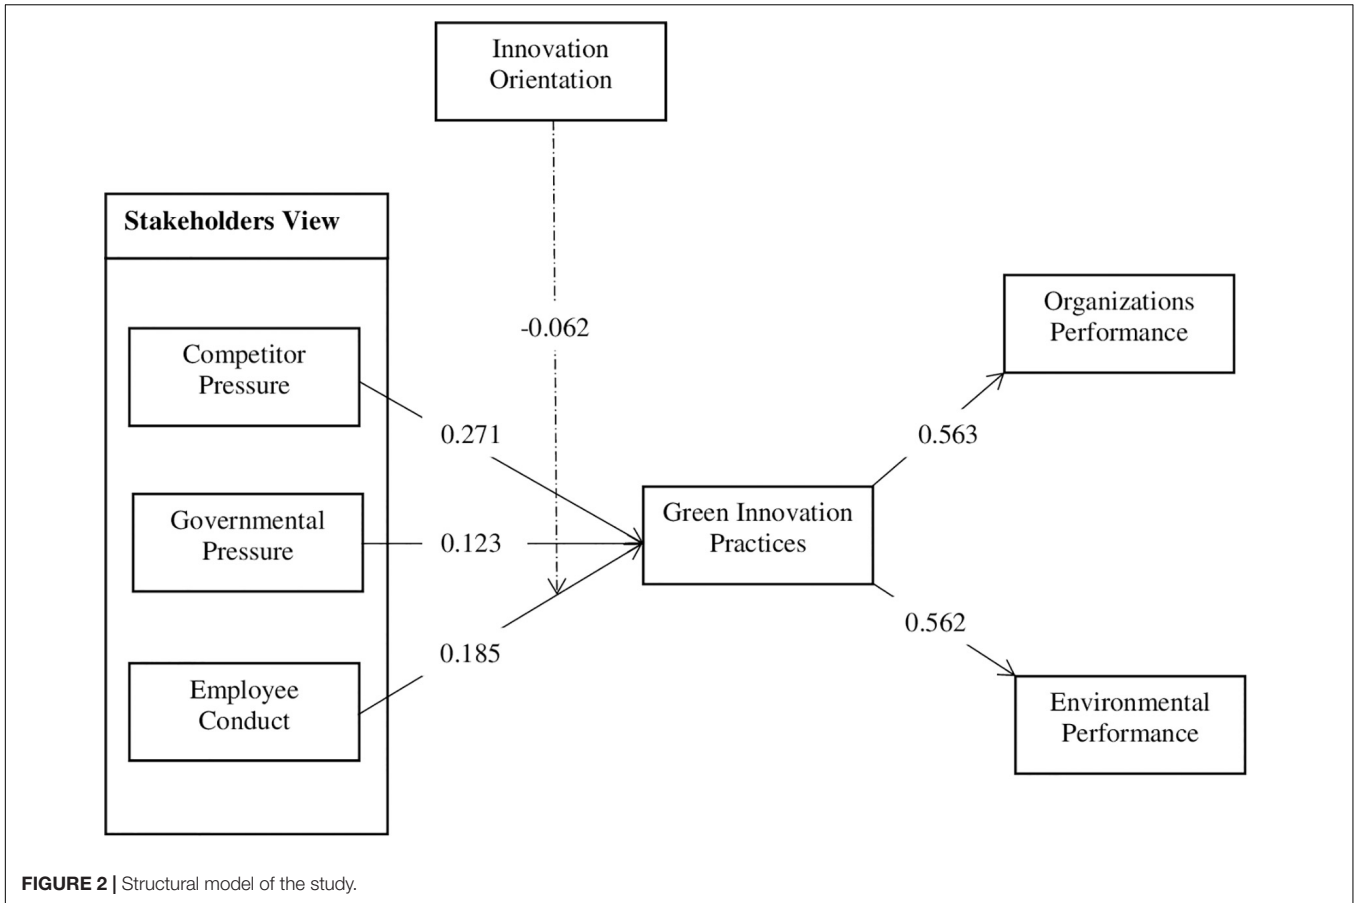 Innovation
Orientation
Stakeholders View
Competitor
Pressure
Governmental
Pressure
Employee
Conduct
-0.062
0.271
0.123
0.185
Green Innovation
Practices
0.563
0.562
Organizations
Performance
Environmental
Performance
FIGURE 2 | Structural model of the study.